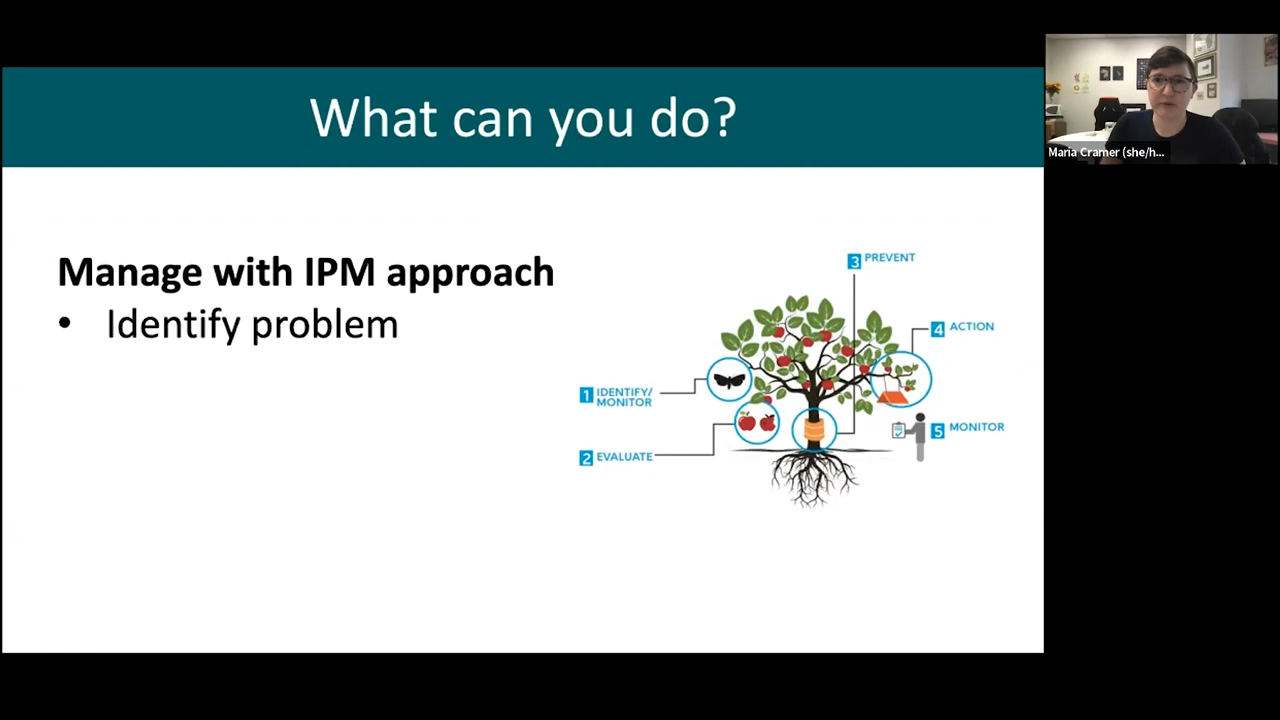 What can you do?
Manage with IPM approach
• Identify problem
3 PREVENT
4 ACTION
1 IDENTIFY/
MONITOR
5 MONITOR
2 EVALUATE
Maria Cramer (she/h...